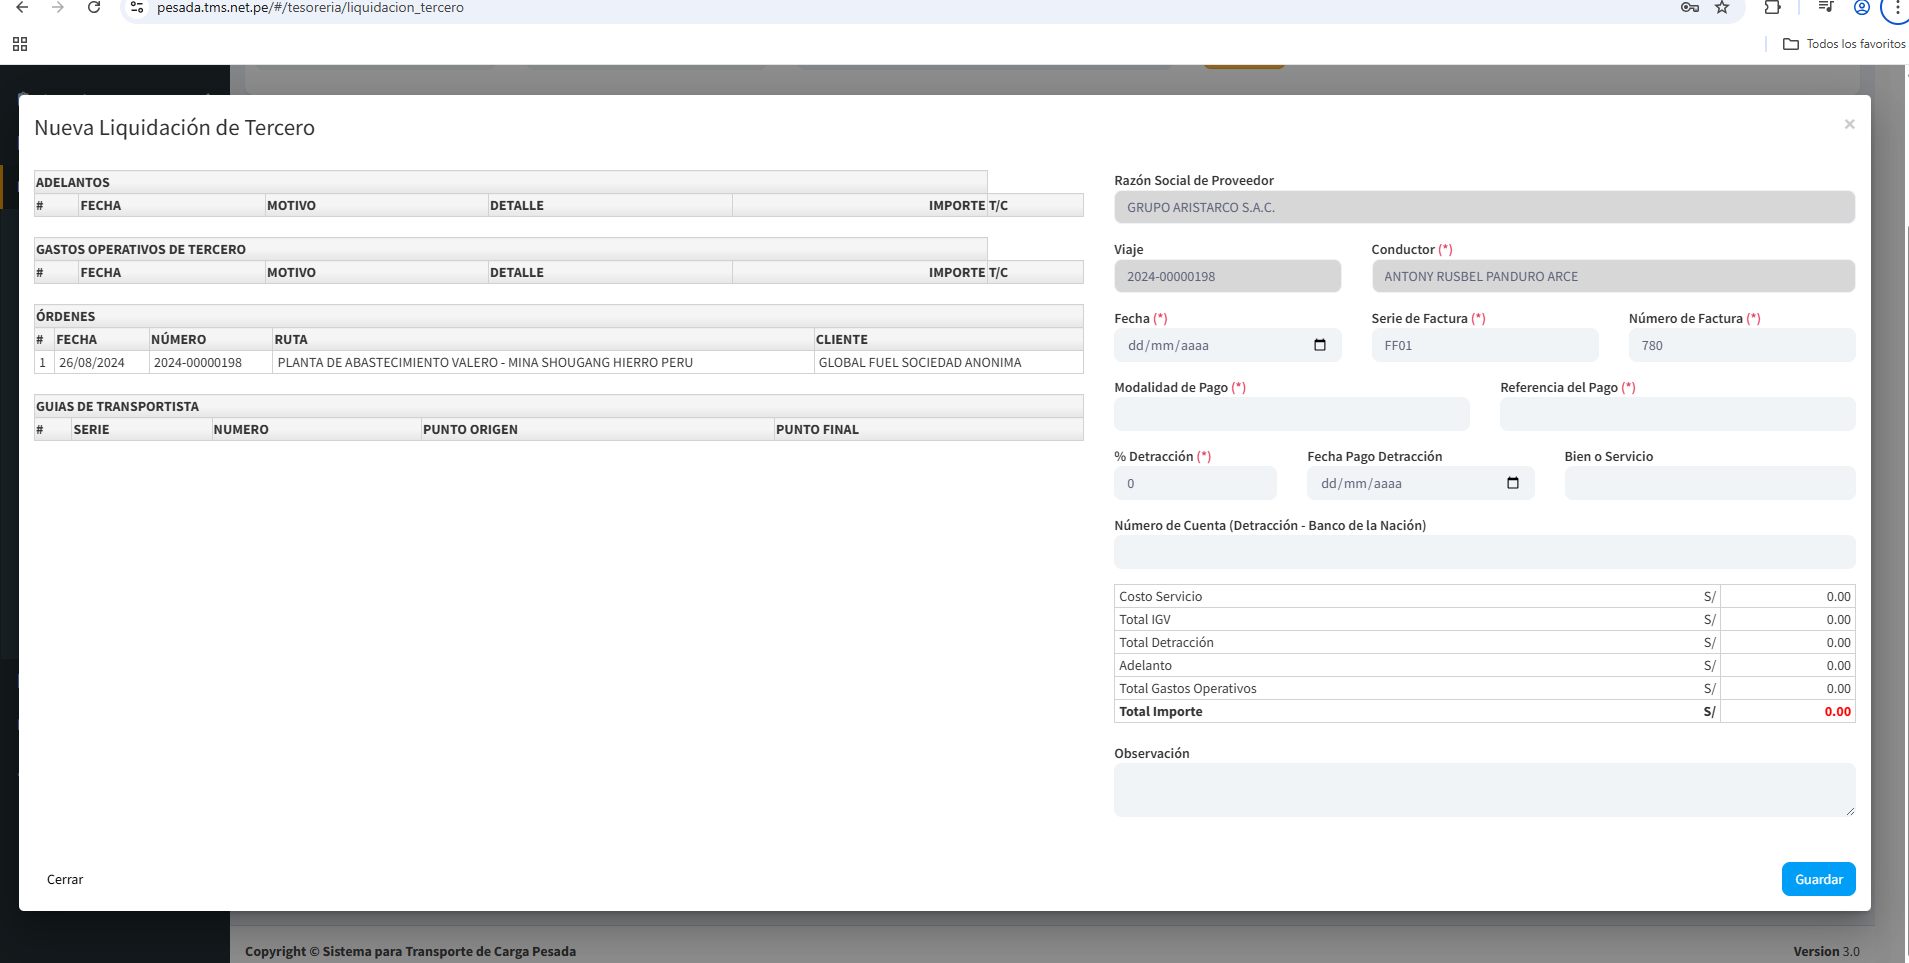 pesada.tms.net.pe/#/tesoreria/liquidacion_tercero
Todos los favoritos
Nueva Liquidación de Tercero
×
ADELANTOS
# FECHA MOTIVO DETALLE IMPORTE T/C
GASTOS OPERATIVOS DE TERCERO
# FECHA MOTIVO DETALLE IMPORTE T/C
ÓRDENES
# FECHA NÚMERO RUTA CLIENTE
1 26/08/2024 2024-00000198 PLANTA DE ABASTECIMIENTO VALERO - MINA SHOUGANG HIERRO PERU GLOBAL FUEL SOCIEDAD ANONIMA
GUIAS DE TRANSPORTISTA
# SERIE NUMERO PUNTO ORIGEN PUNTO FINAL
Razón Social de Proveedor
GRUPO ARISTARCO S.A.C.
Viaje Conductor (*)
2024-00000198 ANTONY RUSBEL PANDURO ARCE
Fecha (*) Serie de Factura (*) Número de Factura (*)
dd/mm/aaaa FF01 780
Modalidad de Pago (*) Referencia del Pago (*)
% Detracción (*) Fecha Pago Detracción Bien o Servicio
0 dd/mm/aaaa
Número de Cuenta (Detracción - Banco de la Nación)
Costo Servicio S/ 0.00
Total IGV S/ 0.00
Total Detracción S/ 0.00
Adelanto S/ 0.00
Total Gastos Operativos S/ 0.00
Total Importe S/ 0.00
Observación
Cerrar Guardar
Copyright © Sistema para Transporte de Carga Pesada Version 3.0